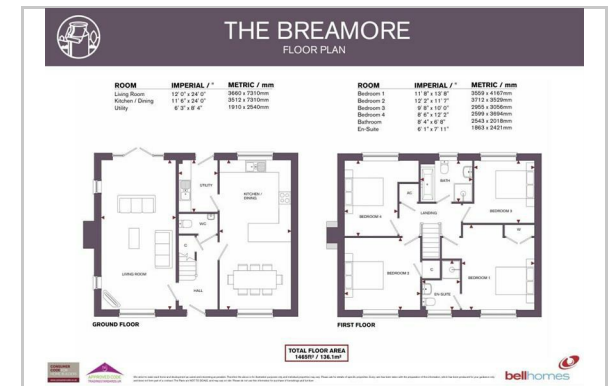 THE BREAMORE
FLOOR PLAN
ROOM IMPERIAL / " METRIC / mm
Living Room 12' 0" x 24' 0" 3660 x 7310mm
Kitchen / Dining 11' 6" x 24' 0" 3512 x 7310mm
Utility 6' 3" x 8' 4" 1910 x 2540mm
ROOM IMPERIAL / " METRIC / mm
Bedroom 1 11' 8" x 13' 8" 3559 x 4167mm
Bedroom 2 12' 2" x 11' 7" 3712 x 3529mm
Bedroom 3 9' 8" x 10' 0" 2955 x 3056mm
Bedroom 4 8' 6" x 12' 2" 2599 x 3694mm
Bathroom 8' 4" x 6' 8" 2543 x 2018mm
En-Suite 6' 1" x 7' 11" 1863 x 2421mm
UTILITY
KITCHEN /
DINING
WC
C
LIVING ROOM
HALL
GROUND FLOOR
BATH
AC
BEDROOM 4
LANDING
BEDROOM 3
W
BEDROOM 2
BEDROOM 1
EN-SUITE
FIRST FLOOR
TOTAL FLOOR AREA
1465ft² / 136.1m²
CONSUMER
CODE
bellhomes